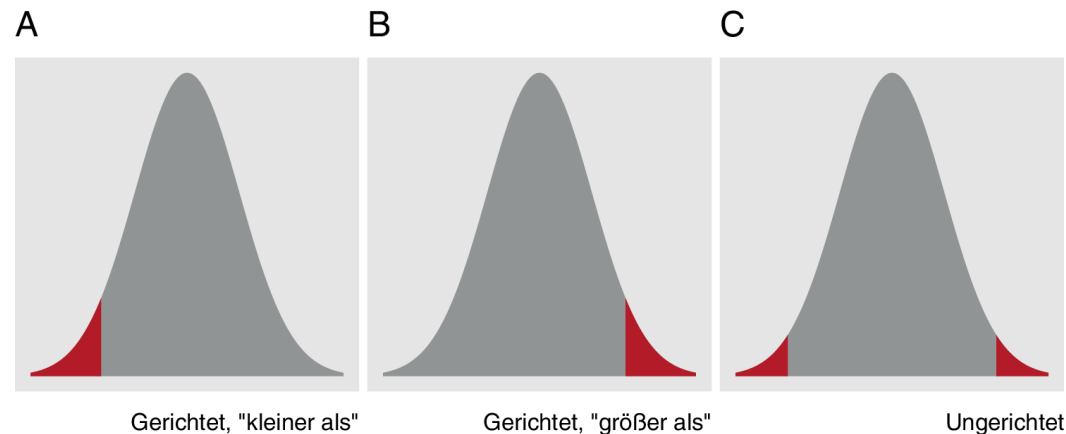 A
B
C
Gerichtet, "kleiner als"
Gerichtet, "größer als"
Ungerichtet